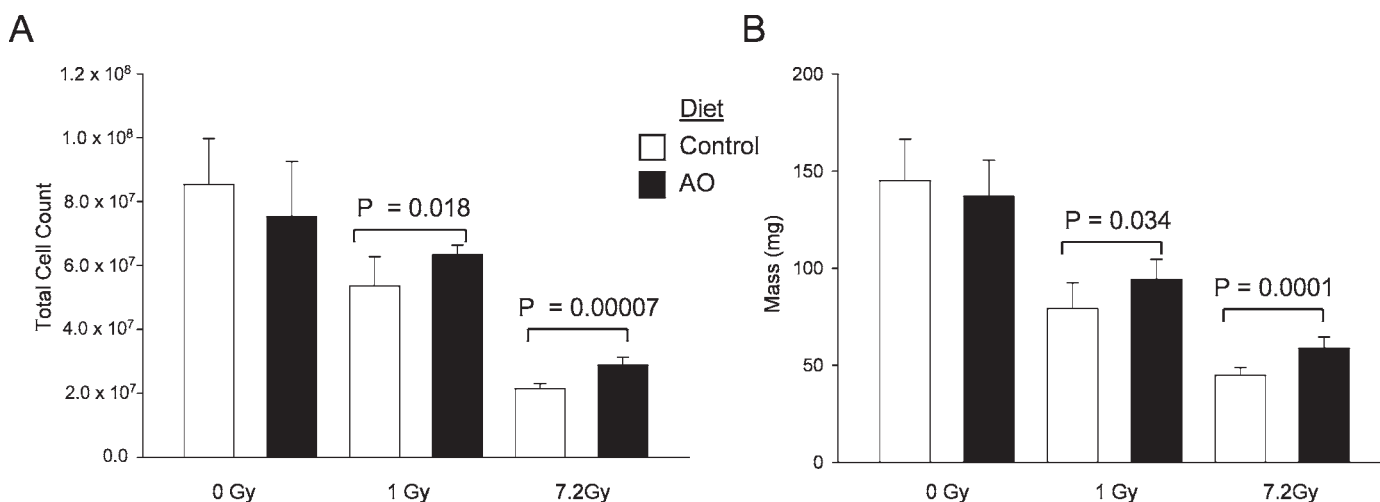 A
Total Cell Count
1.2 x 10⁸
1.0 x 10⁸
8.0 x 10⁷
6.0 x 10⁷
4.0 x 10⁷
2.0 x 10⁷
0.0
P = 0.018
P = 0.00007
0 Gy
1 Gy
7.2Gy
Diet
Control
AO
B
Mass (mg)
200
150
100
50
0
P = 0.034
P = 0.0001
0 Gy
1 Gy
7.2Gy